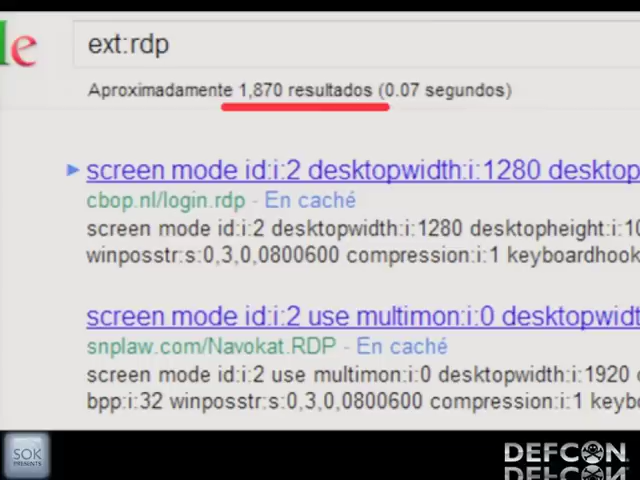 le
ext:rdp
Aproximadamente 1,870 resultados (0.07 segundos)
screen mode id:i:2 desktopwidth:i:1280 desktop
cbop.nl/login.rdp - En caché
screen mode id:i:2 desktopwidth:i:1280 desktopheight:i:10
winposstr:s:0,3,0,0800600 compression:i:1 keyboardhook
screen mode id:i:2 use multimon:i:0 desktopwidt
snplaw.com/Navokat.RDP - En caché
screen mode id:i:2 use multimon:i:0 desktopwidth:i:1920
bpp:i:32 winposstr:s:0,3,0,0800600 compression:i:1 keybo
SOK
PRESENTS
DEFCON